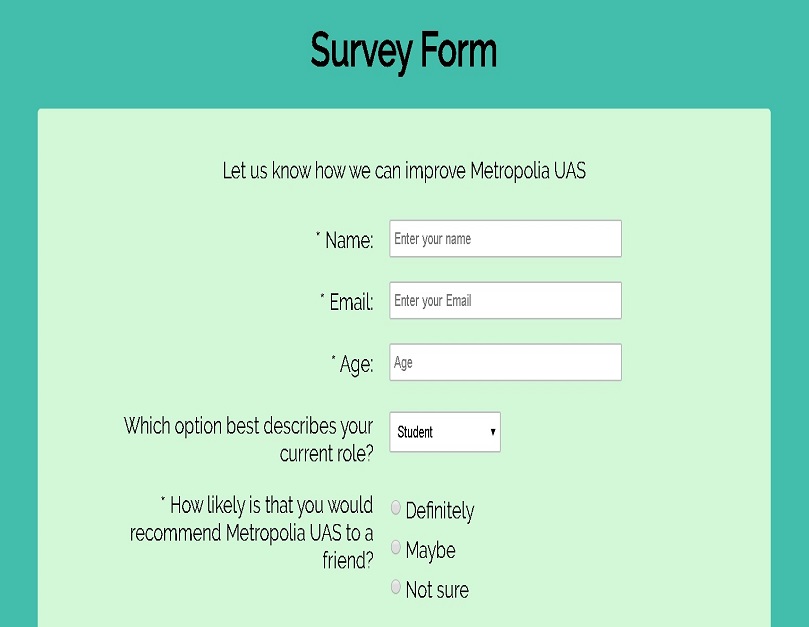 Survey Form
Let us know how we can improve Metropolia UAS
* Name:
Enter your name
* Email:
Enter your Email
* Age:
Age
Which option best describes your
current role?
Student
* How likely is that you would
recommend Metropolia UAS to a
friend?
Definitely
Maybe
Not sure